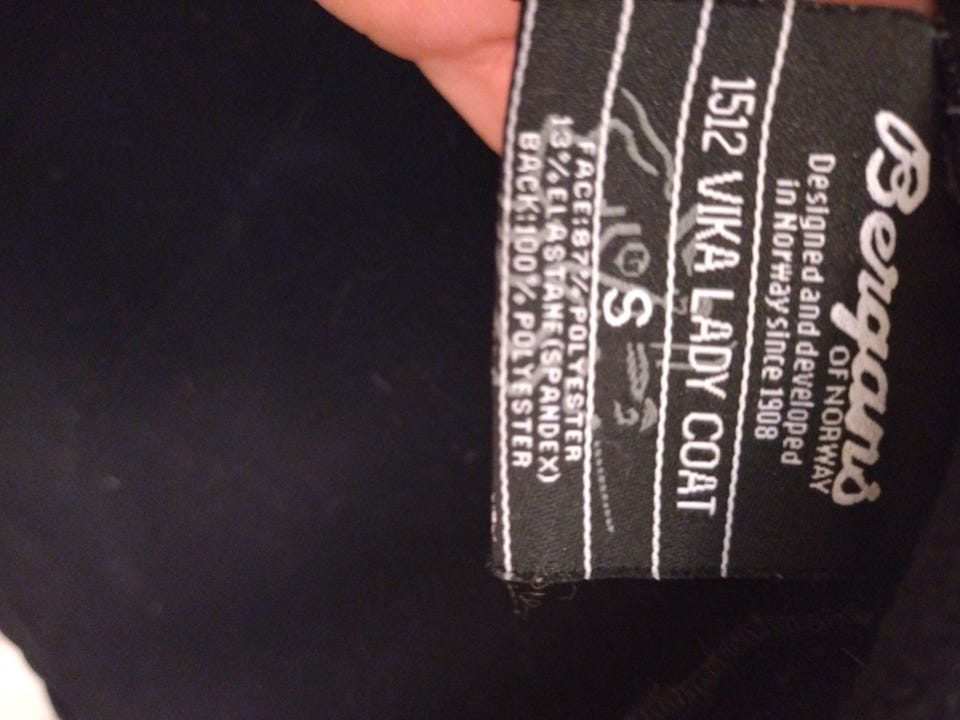 Bergans
OF NORWAY
Designed and developed
in Norway since 1908
1512 VIKA LADY COAT
S
FACE:87% POLYESTER
13% ELASTANE(SPANDEX)
BACK:100% POLYESTER